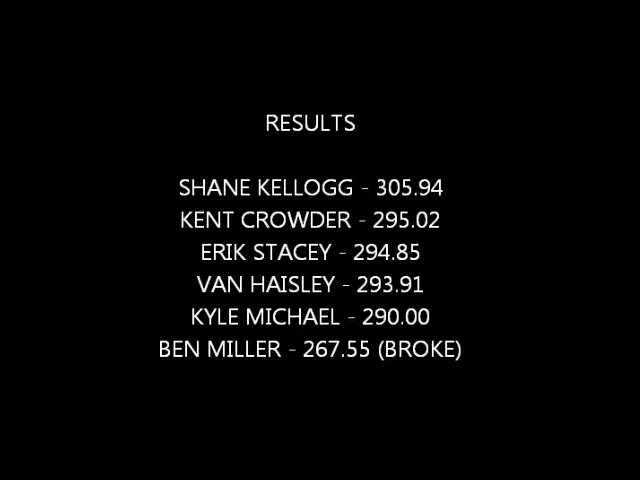 RESULTS
SHANE KELLOGG - 305.94
KENT CROWDER - 295.02
ERIK STACEY - 294.85
VAN HAISLEY - 293.91
KYLE MICHAEL - 290.00
BEN MILLER - 267.55 (BROKE)